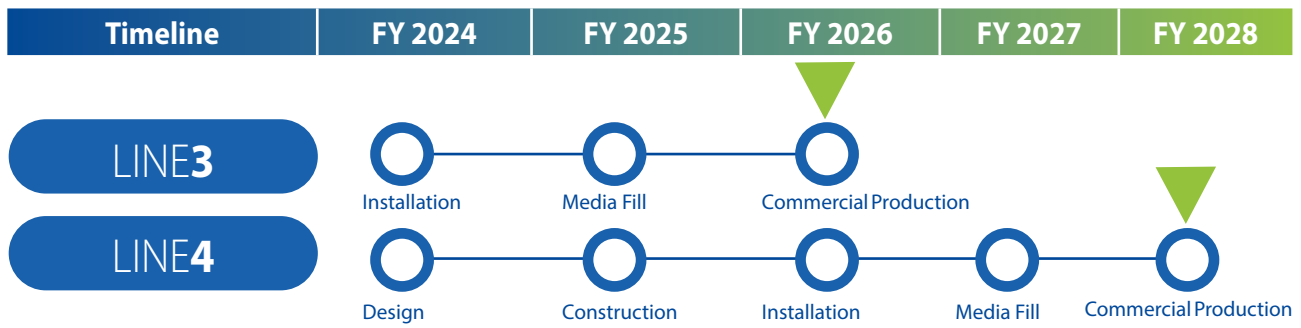 Timeline FY 2024 FY 2025 FY 2026 FY 2027 FY 2028
LINE3
Installation Media Fill Commercial Production
LINE4
Design Construction Installation Media Fill Commercial Production